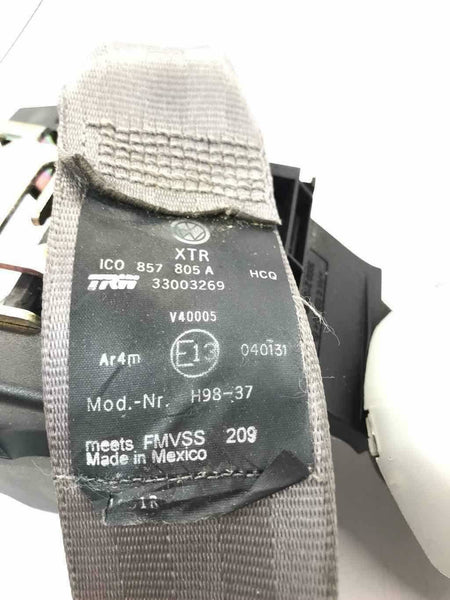 XTR
1C0 857 805 A HCQ
TRW 33003269
V40005
Ar4m E13 040131
Mod.-Nr. H98-37
meets FMVSS 209
Made in Mexico
1R